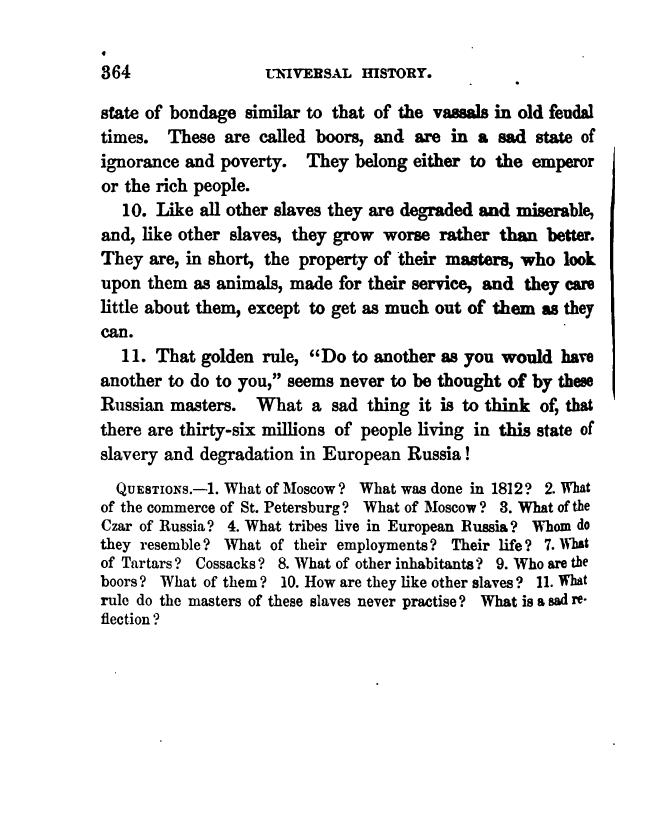 364 UNIVERSAL HISTORY.
state of bondage similar to that of the vassals in old feudal
times. These are called boors, and are in a sad state of
ignorance and poverty. They belong either to the emperor
or the rich people.
10. Like all other slaves they are degraded and miserable,
and, like other slaves, they grow worse rather than better.
They are, in short, the property of their masters, who look
upon them as animals, made for their service, and they care
little about them, except to get as much out of them as they
can.
11. That golden rule, “Do to another as you would have
another to do to you,” seems never to be thought of by these
Russian masters. What a sad thing it is to think of, that
there are thirty-six millions of people living in this state of
slavery and degradation in European Russia!
QUESTIONS.—1. What of Moscow? What was done in 1812? 2. What
of the commerce of St. Petersburg? What of Moscow? 3. What of the
Czar of Russia? 4. What tribes live in European Russia? Whom do
they resemble? What of their employments? Their life? 7. What
of Tartars? Cossacks? 8. What of other inhabitants? 9. Who are the
boors? What of them? 10. How are they like other slaves? 11. What
rule do the masters of these slaves never practise? What is a sad re-
flection?